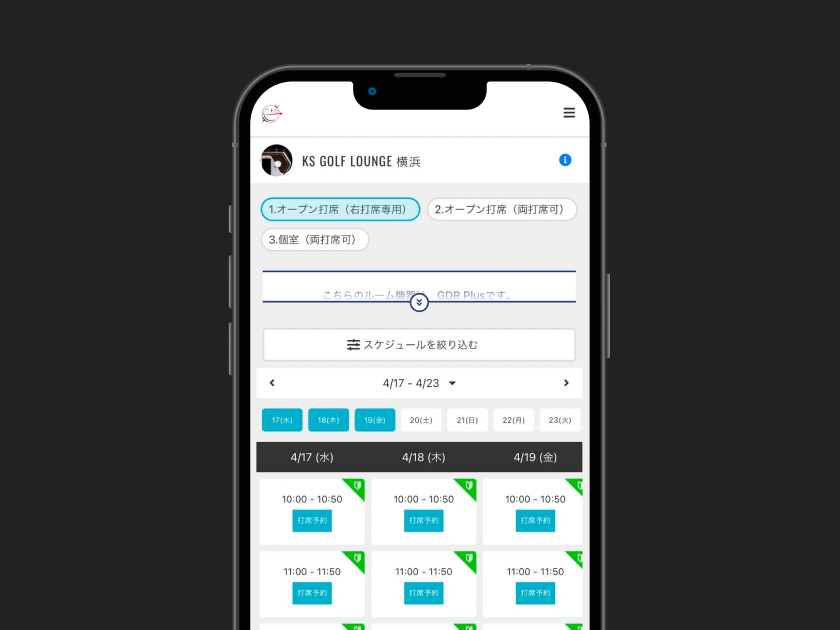 KS GOLF LOUNGE 横浜
1.オープン打席（右打席専用）
2.オープン打席（両打席可）
3.個室（両打席可）
こちらのルーム機器は、GDR Plusです。
スケジュールを絞り込む
4/17 - 4/23
17(水) 18(木) 19(金) 20(土) 21(日) 22(月) 23(火)
4/17 (水) 4/18 (木) 4/19 (金)
10:00 - 10:50 10:00 - 10:50 10:00 - 10:50
打席予約 打席予約 打席予約
11:00 - 11:50 11:00 - 11:50 11:00 - 11:50
打席予約 打席予約 打席予約